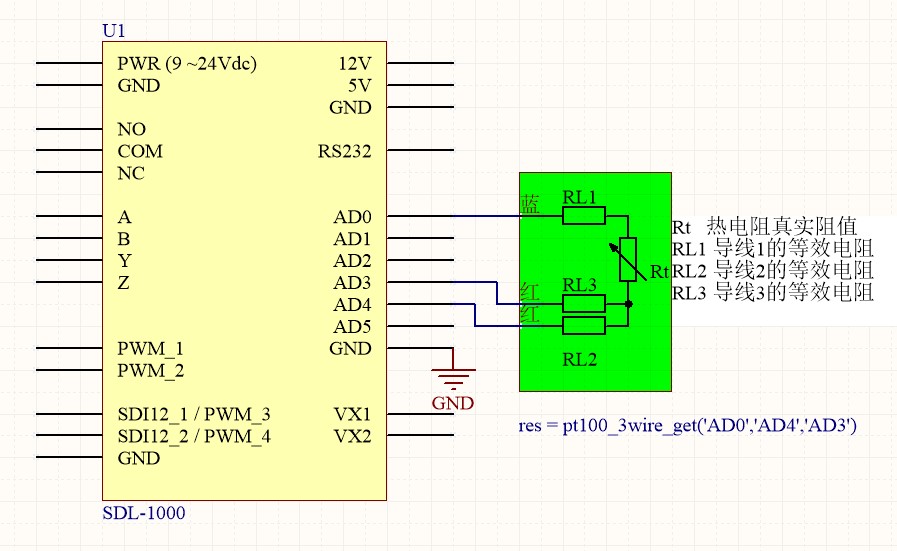 U1
PWR (9 ~24Vdc)
GND
NO
COM
NC
A
B
Y
Z
PWM_1
PWM_2
SDI12_1 / PWM_3
SDI12_2 / PWM_4
GND
12V
5V
GND
RS232
AD0
AD1
AD2
AD3
AD4
AD5
GND
VX1
VX2
SDL-1000
GND
蓝
RL1
Rt
红
RL3
红
RL2
Rt 热电阻真实阻值
RL1 导线1的等效电阻
RL2 导线2的等效电阻
RL3 导线3的等效电阻
res = pt100_3wire_get('AD0','AD4','AD3')